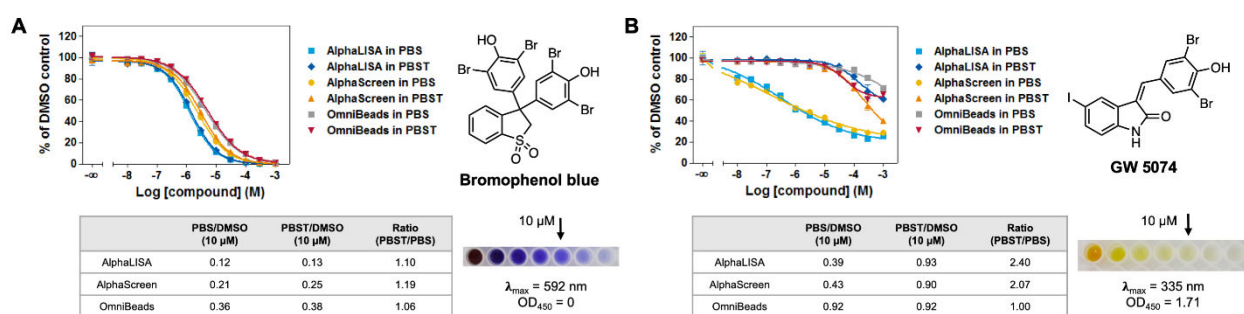 A
% of DMSO control
120
100
80
60
40
20
0
-∞ -8 -7 -6 -5 -4 -3
Log [compound] (M)
AlphaLISA in PBS
AlphaLISA in PBST
AlphaScreen in PBS
AlphaScreen in PBST
OmniBeads in PBS
OmniBeads in PBST
HO Br
Br Br
OH
Br
S
O O
Bromophenol blue
PBS/DMSO (10 µM) PBST/DMSO (10 µM) Ratio (PBST/PBS)
AlphaLISA 0.12 0.13 1.10
AlphaScreen 0.21 0.25 1.19
OmniBeads 0.36 0.38 1.06
10 µM
λmax = 592 nm
OD450 = 0
B
% of DMSO control
120
100
80
60
40
20
0
-∞ -8 -7 -6 -5 -4 -3
Log [compound] (M)
AlphaLISA in PBS
AlphaLISA in PBST
AlphaScreen in PBS
AlphaScreen in PBST
OmniBeads in PBS
OmniBeads in PBST
Br
OH
I Br
O
N
H
GW 5074
PBS/DMSO (10 µM) PBST/DMSO (10 µM) Ratio (PBST/PBS)
AlphaLISA 0.39 0.93 2.40
AlphaScreen 0.43 0.90 2.07
OmniBeads 0.92 0.92 1.00
10 µM
λmax = 335 nm
OD450 = 1.71